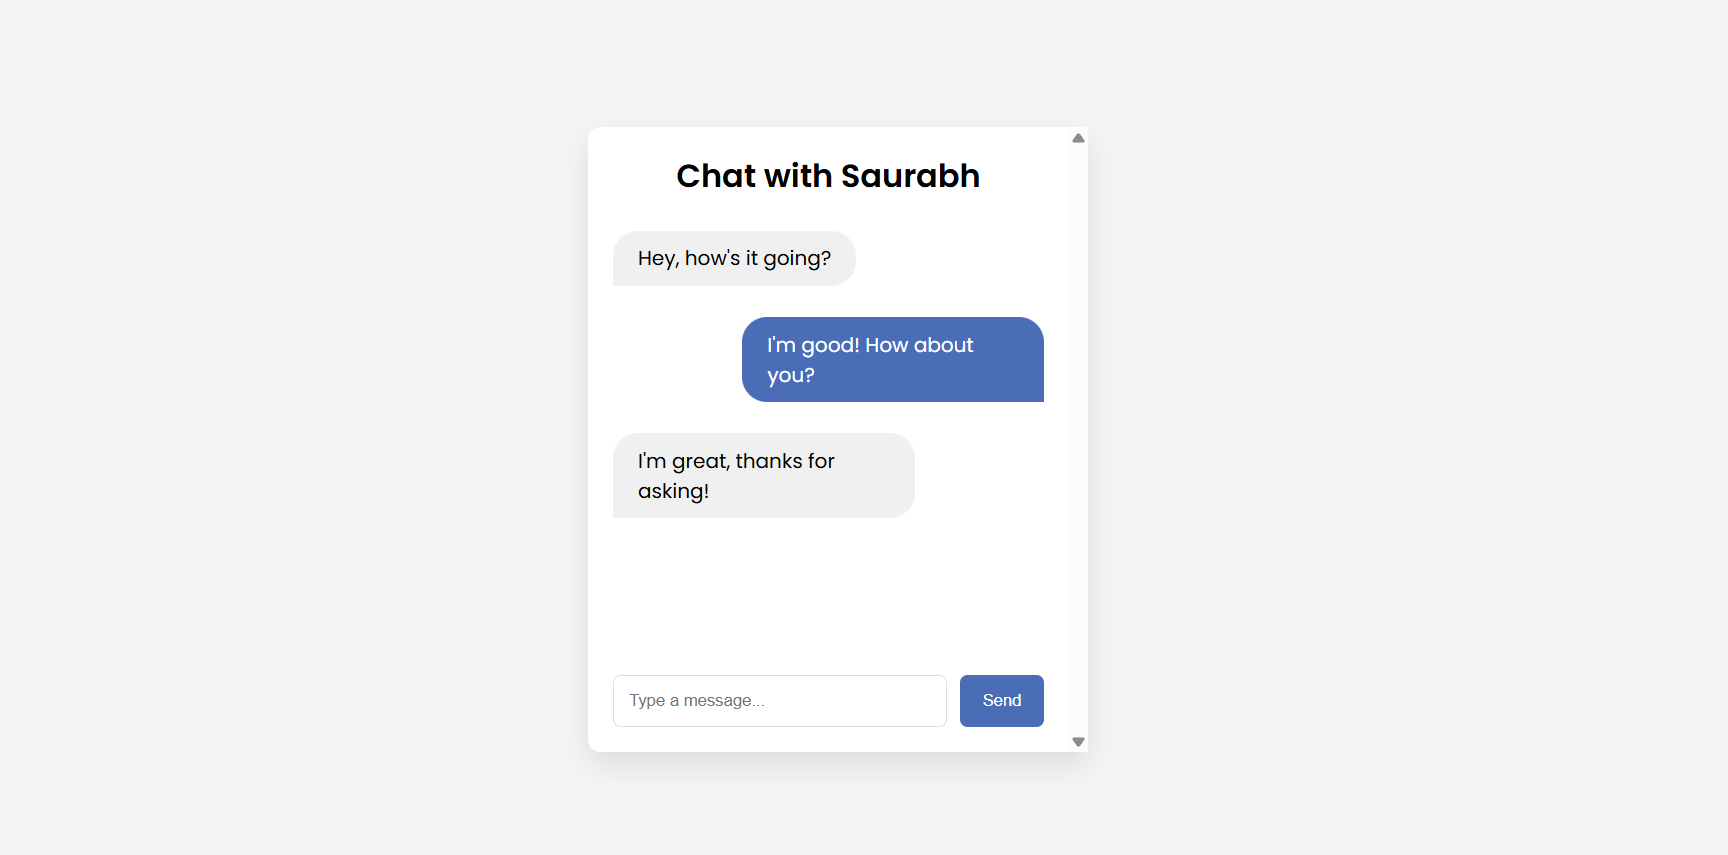 Chat with Saurabh
Hey, how's it going?
I'm good! How about
you?
I'm great, thanks for
asking!
Type a message...
Send